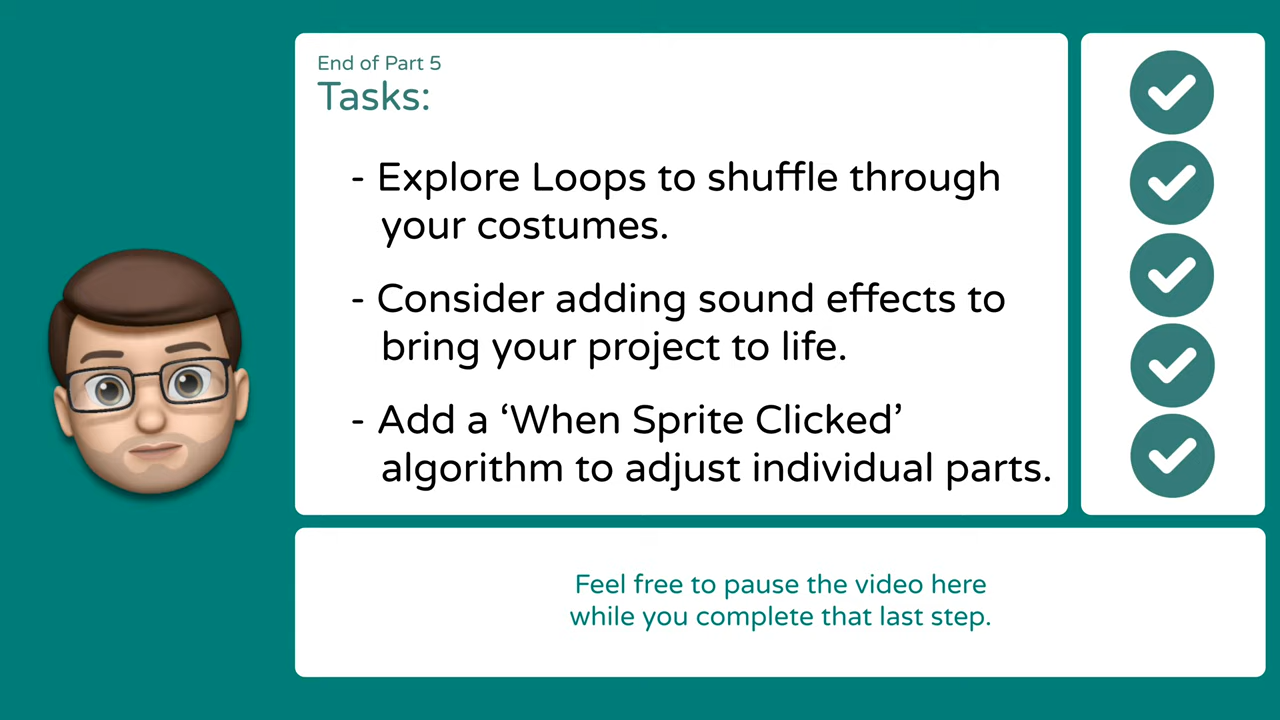 End of Part 5
Tasks:
- Explore Loops to shuffle through
your costumes.
- Consider adding sound effects to
bring your project to life.
- Add a ‘When Sprite Clicked’
algorithm to adjust individual parts.
Feel free to pause the video here
while you complete that last step.